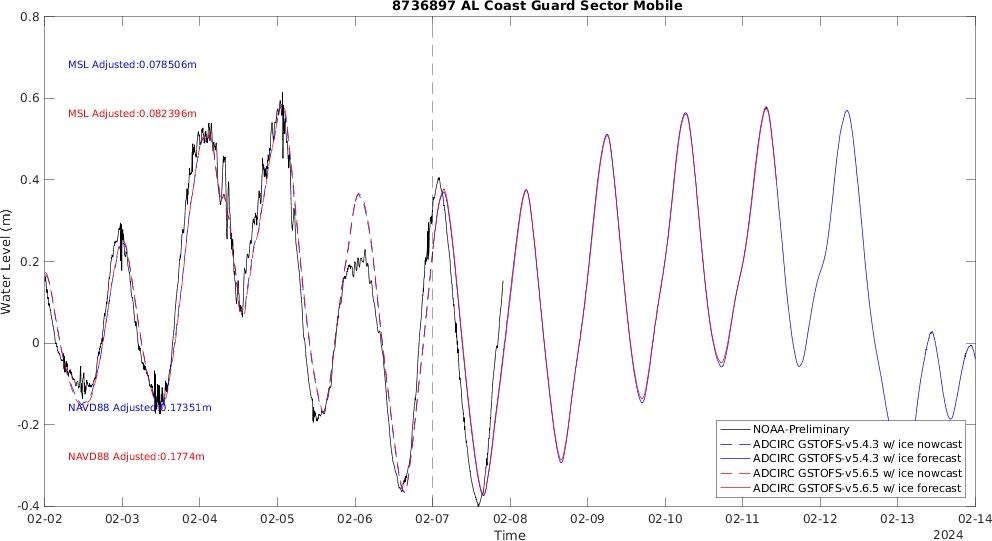 8736897 AL Coast Guard Sector Mobile
0.8
0.6
0.4
0.2
0
-0.2
-0.4
Water Level (m)
MSL Adjusted:0.078506m
MSL Adjusted:0.082396m
NAVD88 Adjusted:0.17351m
NAVD88 Adjusted:0.1774m
NOAA-Preliminary
ADCIRC GSTOFS-v5.4.3 w/ ice nowcast
ADCIRC GSTOFS-v5.4.3 w/ ice forecast
ADCIRC GSTOFS-v5.6.5 w/ ice nowcast
ADCIRC GSTOFS-v5.6.5 w/ ice forecast
02-02 02-03 02-04 02-05 02-06 02-07 02-08 02-09 02-10 02-11 02-12 02-13 02-14
Time
2024